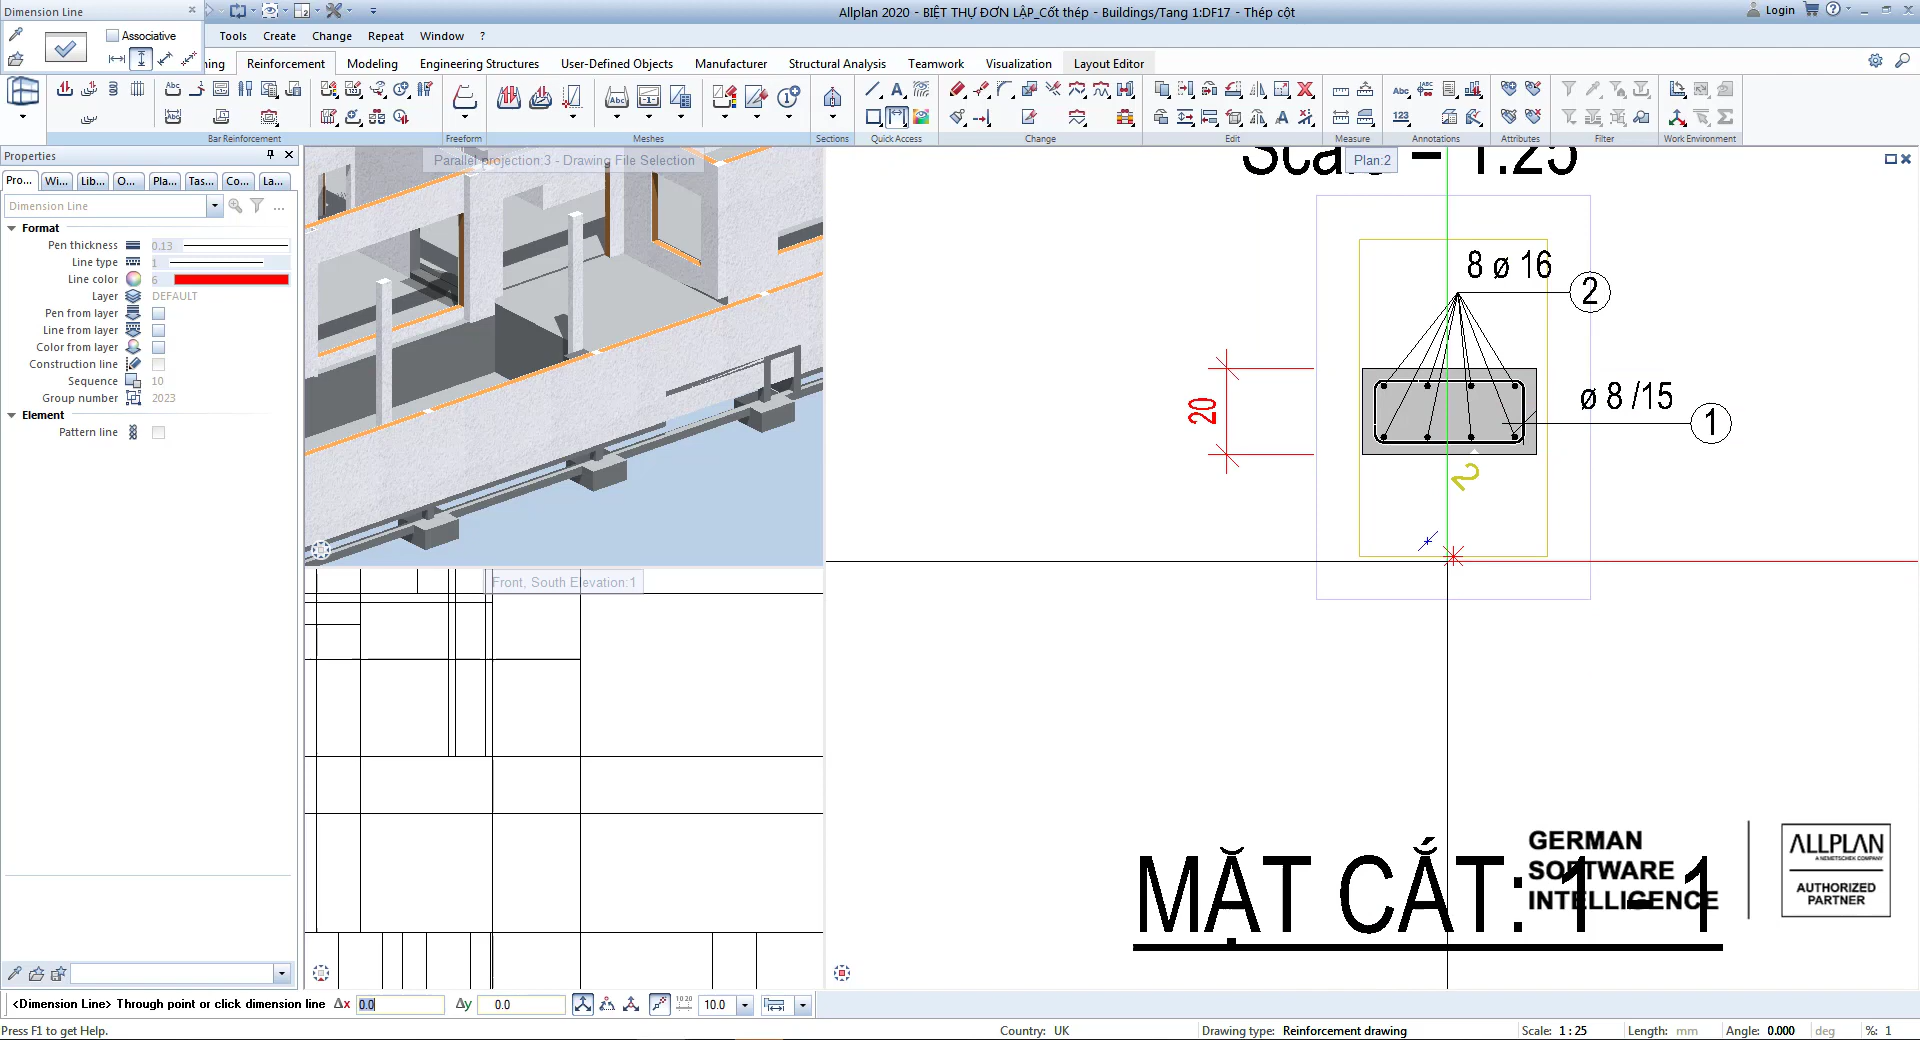 Dimension Line
Allplan 2020 - BIỆT THỰ ĐƠN LẬP_Cốt thép - Buildings/Tang 1:DF17 - Thép cột
Login
Associative
Tools Create Change Repeat Window ?
ning Reinforcement Modeling Engineering Structures User-Defined Objects Manufacturer Structural Analysis Teamwork Visualization Layout Editor
Bar Reinforcement Freeform Meshes Sections Quick Access Change Edit Measure Annotations Attributes Filter Work Environment
Properties
Pro... Wi... Lib... O... Pla... Tas... Co... La...
Dimension Line
Format
Pen thickness 0.13
Line type 1
Line color 6
Layer DEFAULT
Pen from layer
Line from layer
Color from layer
Construction line
Sequence 10
Group number 2023
Element
Pattern line
Parallel projection:3 - Drawing File Selection
Front, South Elevation:1
Plan:2
Scale = 1:25
8 ø 16
2
20
ø 8 /15
1
2
MẶT CẮT: 1 - 1
GERMAN
SOFTWARE
INTELLIGENCE
ALLPLAN
A NEMETSCHEK COMPANY
AUTHORIZED
PARTNER
<Dimension Line> Through point or click dimension line Δx 0.0 Δy 0.0 10.0
Press F1 to get Help.
Country: UK Drawing type: Reinforcement drawing Scale: 1 : 25 Length: mm Angle: 0.000 deg %: 1